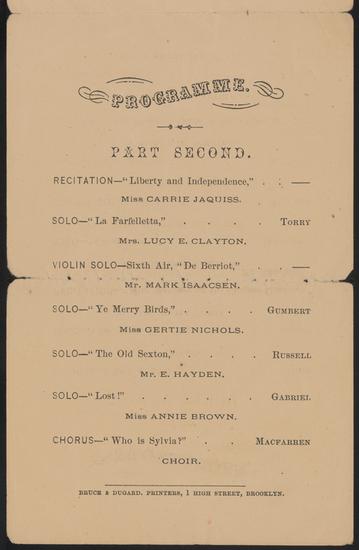 PROGRAMME.
PART SECOND.
RECITATION—"Liberty and Independence," . . ——
Miss CARRIE JAQUISS.
SOLO—"La Farfelletta," . . . . TORRY
Mrs. LUCY E. CLAYTON.
VIOLIN SOLO—Sixth Air, "De Berriot," . . ——
Mr. MARK ISAACSEN.
SOLO—"Ye Merry Birds," . . . . GUMBERT
Miss GERTIE NICHOLS.
SOLO—"The Old Sexton," . . . . RUSSELL
Mr. E. HAYDEN.
SOLO—"Lost!" . . . . . . GABRIEL
Miss ANNIE BROWN.
CHORUS—"Who is Sylvia?" . . MACFARREN
CHOIR.
BRUCE & DUGARD. PRINTERS, 1 HIGH STREET, BROOKLYN.